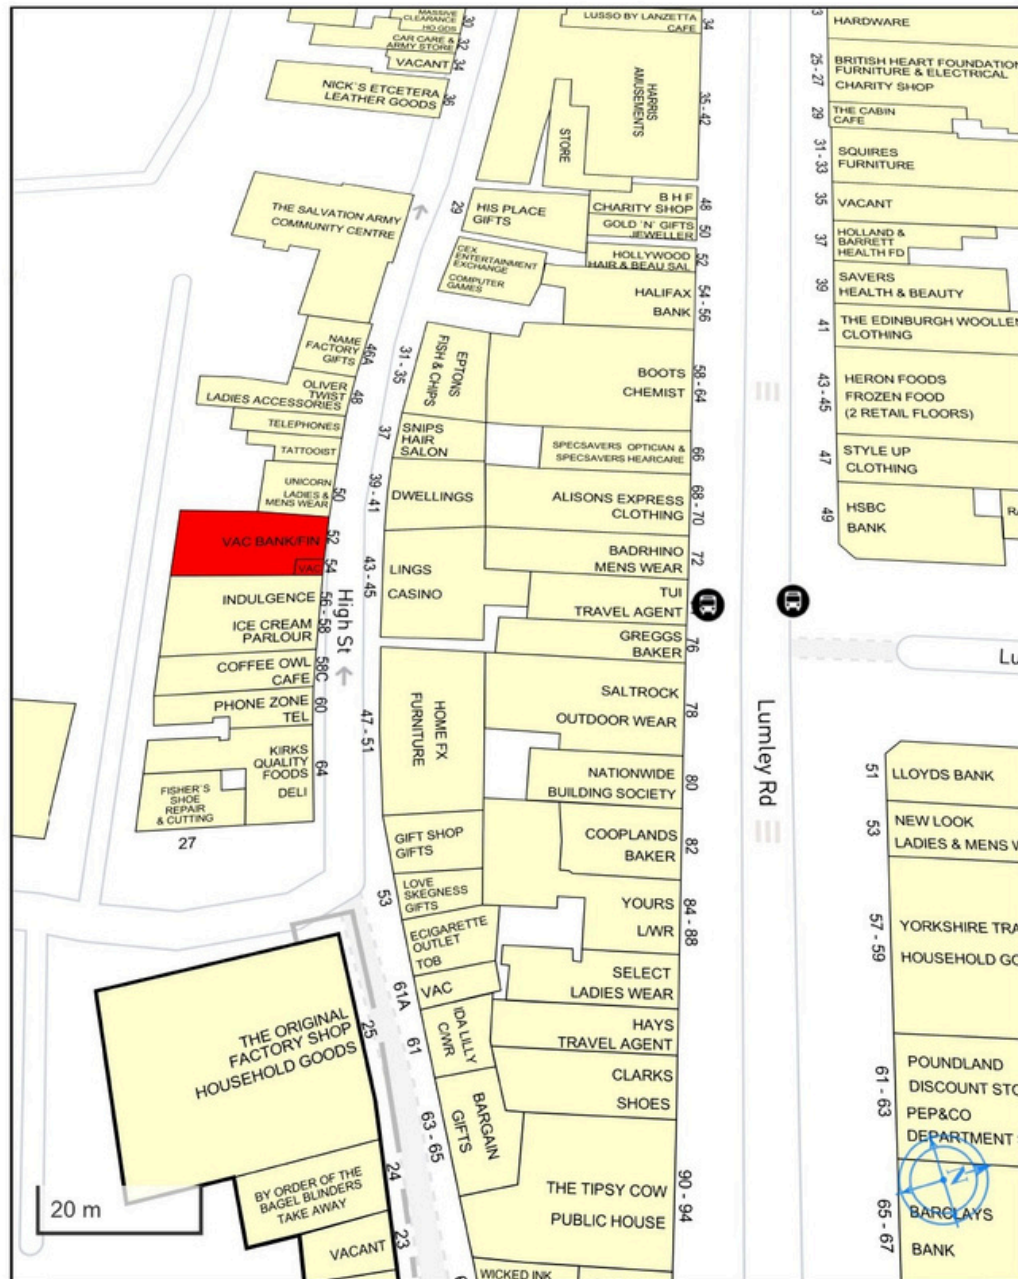 MASSIVE
CLEARANCE
HO GDS
30
CAR CARE &
ARMY STORE
32
VACANT
34
NICK'S ETCETERA
LEATHER GOODS
36
THE SALVATION ARMY
COMMUNITY CENTRE
NAME
FACTORY
GIFTS
46A
OLIVER
TWIST
LADIES ACCESSORIES
48
TELEPHONES
TATTOOIST
UNICORN
LADIES &
MENS WEAR
50
VAC BANK/FIN
52
VAC
54
INDULGENCE
ICE CREAM
PARLOUR
56 - 58
COFFEE OWL
CAFE
58C
PHONE ZONE
TEL
60
KIRKS
QUALITY
FOODS
DELI
64
FISHER'S
SHOE
REPAIR
& CUTTING
27
High St
THE ORIGINAL
FACTORY SHOP
HOUSEHOLD GOODS
25
BY ORDER OF THE
BAGEL BLINDERS
TAKE AWAY
24
VACANT
23
20 m
LUSSO BY LANZETTA
CAFE
34
HARRIS
AMUSEMENTS
35 - 42
STORE
HIS PLACE
GIFTS
29
B H F
CHARITY SHOP
48
GOLD 'N' GIFTS
JEWELLER
50
CEX
ENTERTAINMENT
EXCHANGE
COMPUTER
GAMES
HOLLYWOOD
HAIR & BEAU SAL
52
HALIFAX
BANK
54 - 56
EPTONS
FISH & CHIPS
31 - 35
BOOTS
CHEMIST
58 - 64
SNIPS
HAIR
SALON
37
SPECSAVERS OPTICIAN &
SPECSAVERS HEARCARE
66
DWELLINGS
39 - 41
ALISONS EXPRESS
CLOTHING
68 - 70
LINGS
CASINO
43 - 45
BADRHINO
MENS WEAR
72
TUI
TRAVEL AGENT
GREGGS
BAKER
76
HOME FX
FURNITURE
47 - 51
SALTROCK
OUTDOOR WEAR
78
NATIONWIDE
BUILDING SOCIETY
80
GIFT SHOP
GIFTS
COOPLANDS
BAKER
82
LOVE
SKEGNESS
GIFTS
53
YOURS
L/WR
84 - 88
ECIGARETTE
OUTLET
TOB
SELECT
LADIES WEAR
VAC
61A
IDA LILLY
C/WR
61
HAYS
TRAVEL AGENT
CLARKS
SHOES
BARGAIN
GIFTS
63 - 65
THE TIPSY COW
PUBLIC HOUSE
90 - 94
WICKED INK
Lumley Rd
HARDWARE
BRITISH HEART FOUNDATION
FURNITURE & ELECTRICAL
CHARITY SHOP
25 - 27
THE CABIN
CAFE
29
SQUIRES
FURNITURE
31 - 33
VACANT
35
HOLLAND &
BARRETT
HEALTH FD
37
SAVERS
HEALTH & BEAUTY
39
THE EDINBURGH WOOLLEN
CLOTHING
41
HERON FOODS
FROZEN FOOD
(2 RETAIL FLOORS)
43 - 45
STYLE UP
CLOTHING
47
HSBC
BANK
49
Lu
LLOYDS BANK
51
NEW LOOK
LADIES & MENS W
53
YORKSHIRE TRA
HOUSEHOLD GO
57 - 59
POUNDLAND
DISCOUNT STO
PEP&CO
DEPARTMENT
61 - 63
N
BARCLAYS
BANK
65 - 67